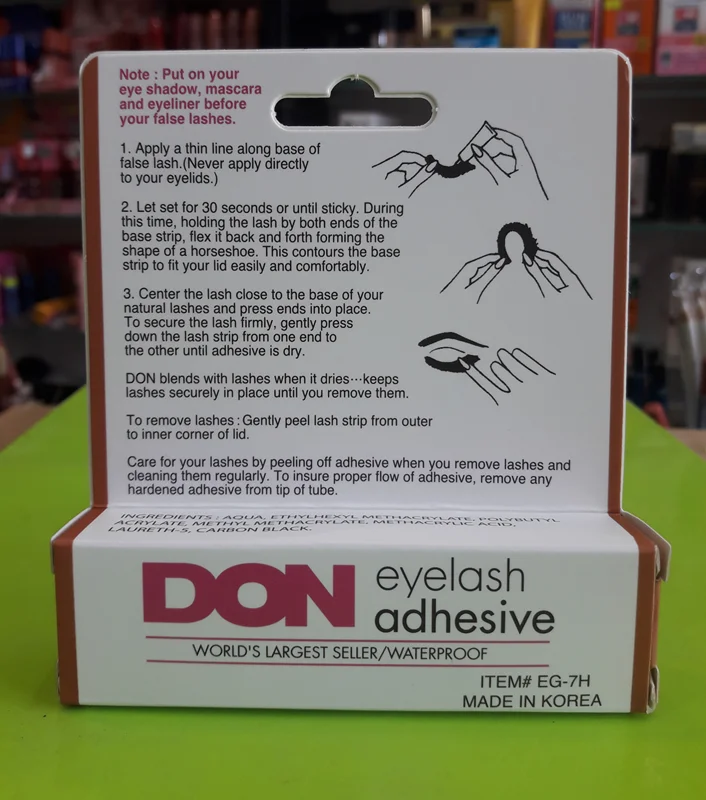 Note : Put on your
eye shadow, mascara
and eyeliner before
your false lashes.
1. Apply a thin line along base of
false lash.(Never apply directly
to your eyelids.)
2. Let set for 30 seconds or until sticky. During
this time, holding the lash by both ends of the
base strip, flex it back and forth forming the
shape of a horseshoe. This contours the base
strip to fit your lid easily and comfortably.
3. Center the lash close to the base of your
natural lashes and press ends into place.
To secure the lash firmly, gently press
down the lash strip from one end to
the other until adhesive is dry.
DON blends with lashes when it dries···keeps
lashes securely in place until you remove them.
To remove lashes : Gently peel lash strip from outer
to inner corner of lid.
Care for your lashes by peeling off adhesive when you remove lashes and
cleaning them regularly. To insure proper flow of adhesive, remove any
hardened adhesive from tip of tube.
INGREDIENTS : AQUA, ETHYLHEXYL METHACRYLATE, POLYBUTYL
ACRYLATE, METHYL METHACRYLATE, METHACRYLIC ACID,
LAURETH-5, CARBON BLACK.
DON eyelash
adhesive
WORLD'S LARGEST SELLER/WATERPROOF
ITEM# EG-7H
MADE IN KOREA